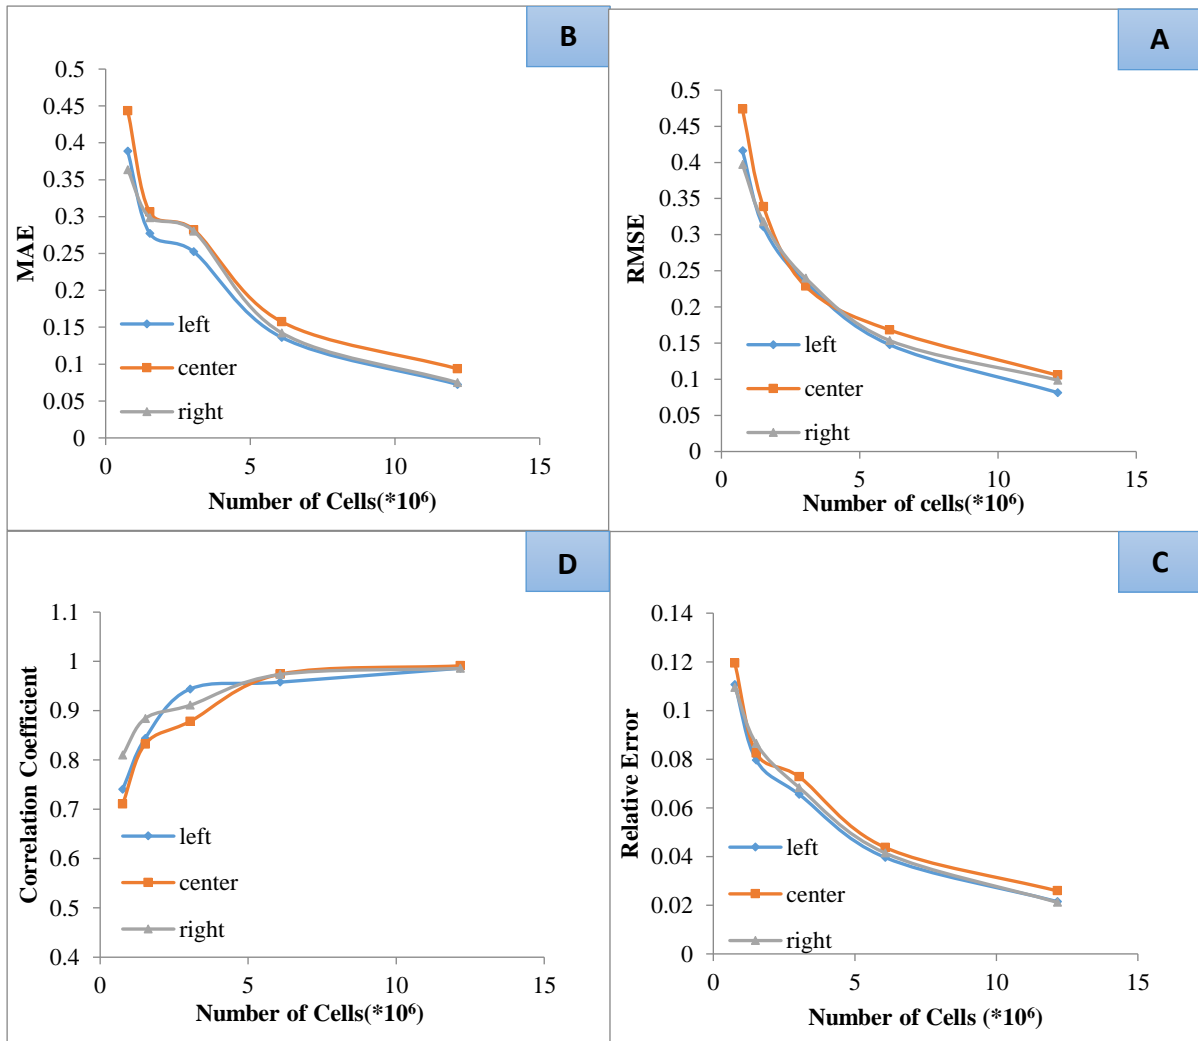 B
0.5
0.45
0.4
0.35
0.3
0.25
0.2
0.15
0.1
0.05
0
MAE
left
center
right
0 5 10 15
Number of Cells(*10⁶)
A
0.5
0.45
0.4
0.35
0.3
0.25
0.2
0.15
0.1
0.05
0
RMSE
left
center
right
0 5 10 15
Number of cells(*10⁶)
D
1.1
1
0.9
0.8
0.7
0.6
0.5
0.4
Correlation Coefficient
left
center
right
0 5 10 15
Number of Cells(*10⁶)
C
0.14
0.12
0.1
0.08
0.06
0.04
0.02
0
Relative Error
left
center
right
0 5 10 15
Number of Cells (*10⁶)